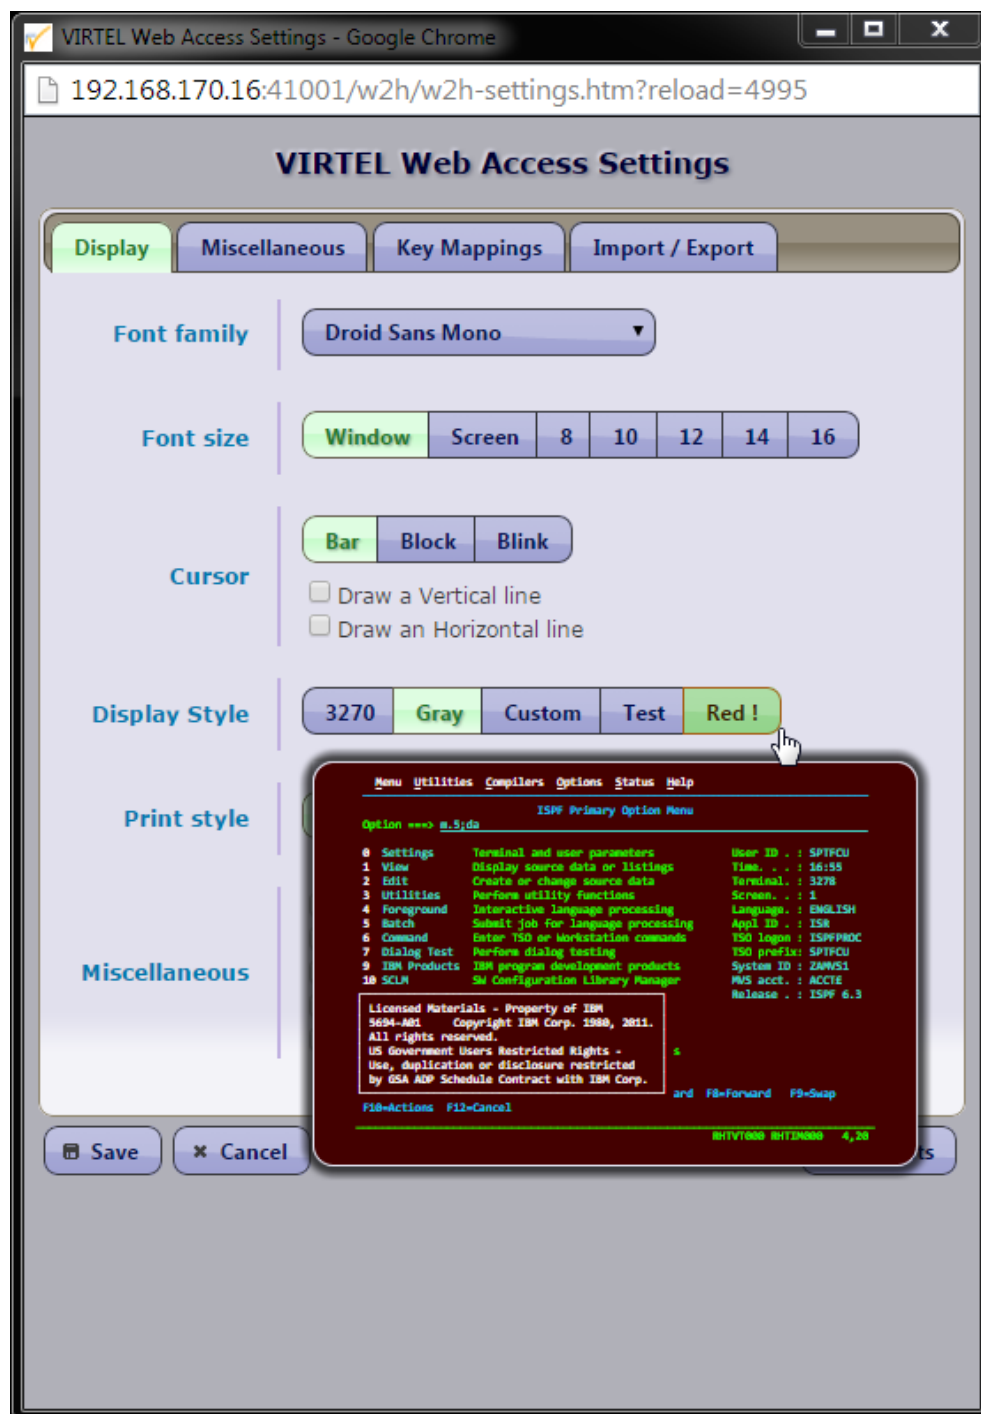 VIRTEL Web Access Settings - Google Chrome
192.168.170.16:41001/w2h/w2h-settings.htm?reload=4995
VIRTEL Web Access Settings
Display Miscellaneous Key Mappings Import / Export
Font family Droid Sans Mono
Font size Window Screen 8 10 12 14 16
Cursor Bar Block Blink
Draw a Vertical line
Draw an Horizontal line
Display Style 3270 Gray Custom Test Red !
Print style
Miscellaneous
Menu Utilities Compilers Options Status Help
ISPF Primary Option Menu
Option ===> m.5;da
0 Settings Terminal and user parameters User ID . : SPTFCU
1 View Display source data or listings Time. . . : 16:55
2 Edit Create or change source data Terminal. : 3278
3 Utilities Perform utility functions Screen. . : 1
4 Foreground Interactive language processing Language. : ENGLISH
5 Batch Submit job for language processing Appl ID . : ISR
6 Command Enter TSO or Workstation commands TSO logon : ISPFPROC
7 Dialog Test Perform dialog testing TSO prefix: SPTFCU
9 IBM Products IBM program development products System ID : ZAMVS1
10 SCLM SW Configuration Library Manager MVS acct. : ACCTE
Release . : ISPF 6.3
Licensed Materials - Property of IBM
5694-A01 Copyright IBM Corp. 1980, 2011.
All rights reserved.
US Government Users Restricted Rights - s
Use, duplication or disclosure restricted
by GSA ADP Schedule Contract with IBM Corp.
ard F8=Forward F9=Swap
F10=Actions F12=Cancel
RHTVT000 RHTIM000 4,20
Save Cancel ts